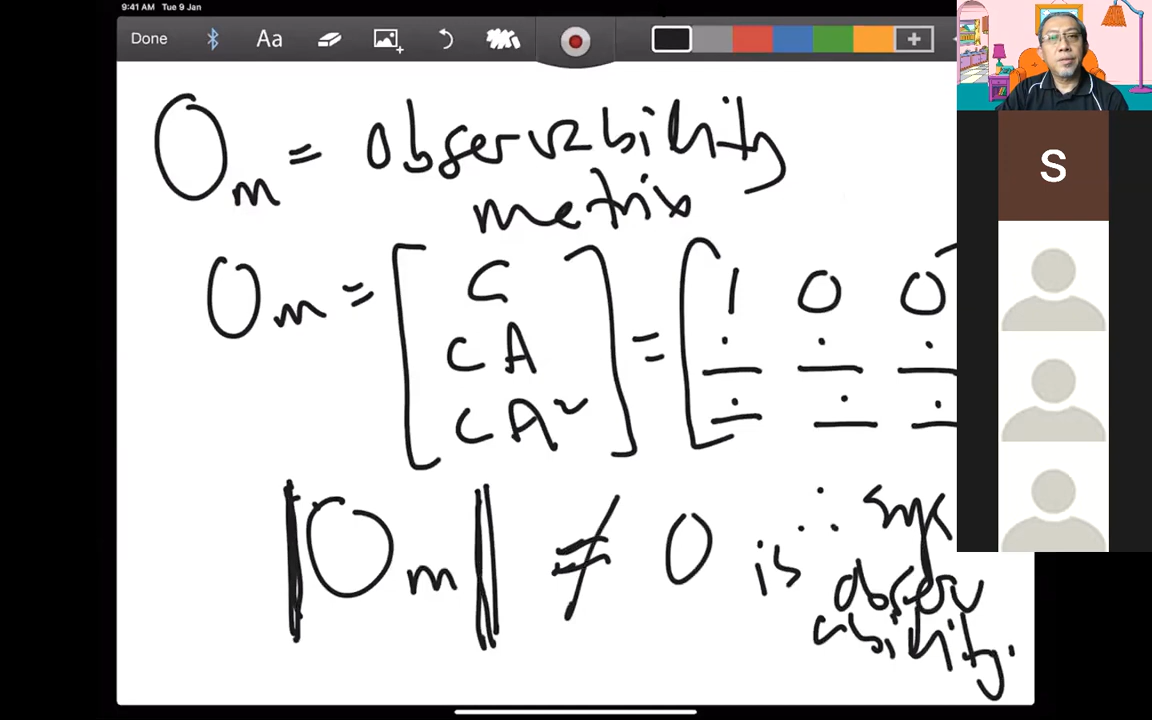 9:41 AM Tue 9 Jan
Done Aa
S
Om = observability
metrix
Om = [ C CA CA² ] = [ 1 0 0
|Om| ≠ 0 ∴ sys
is observ
ability.